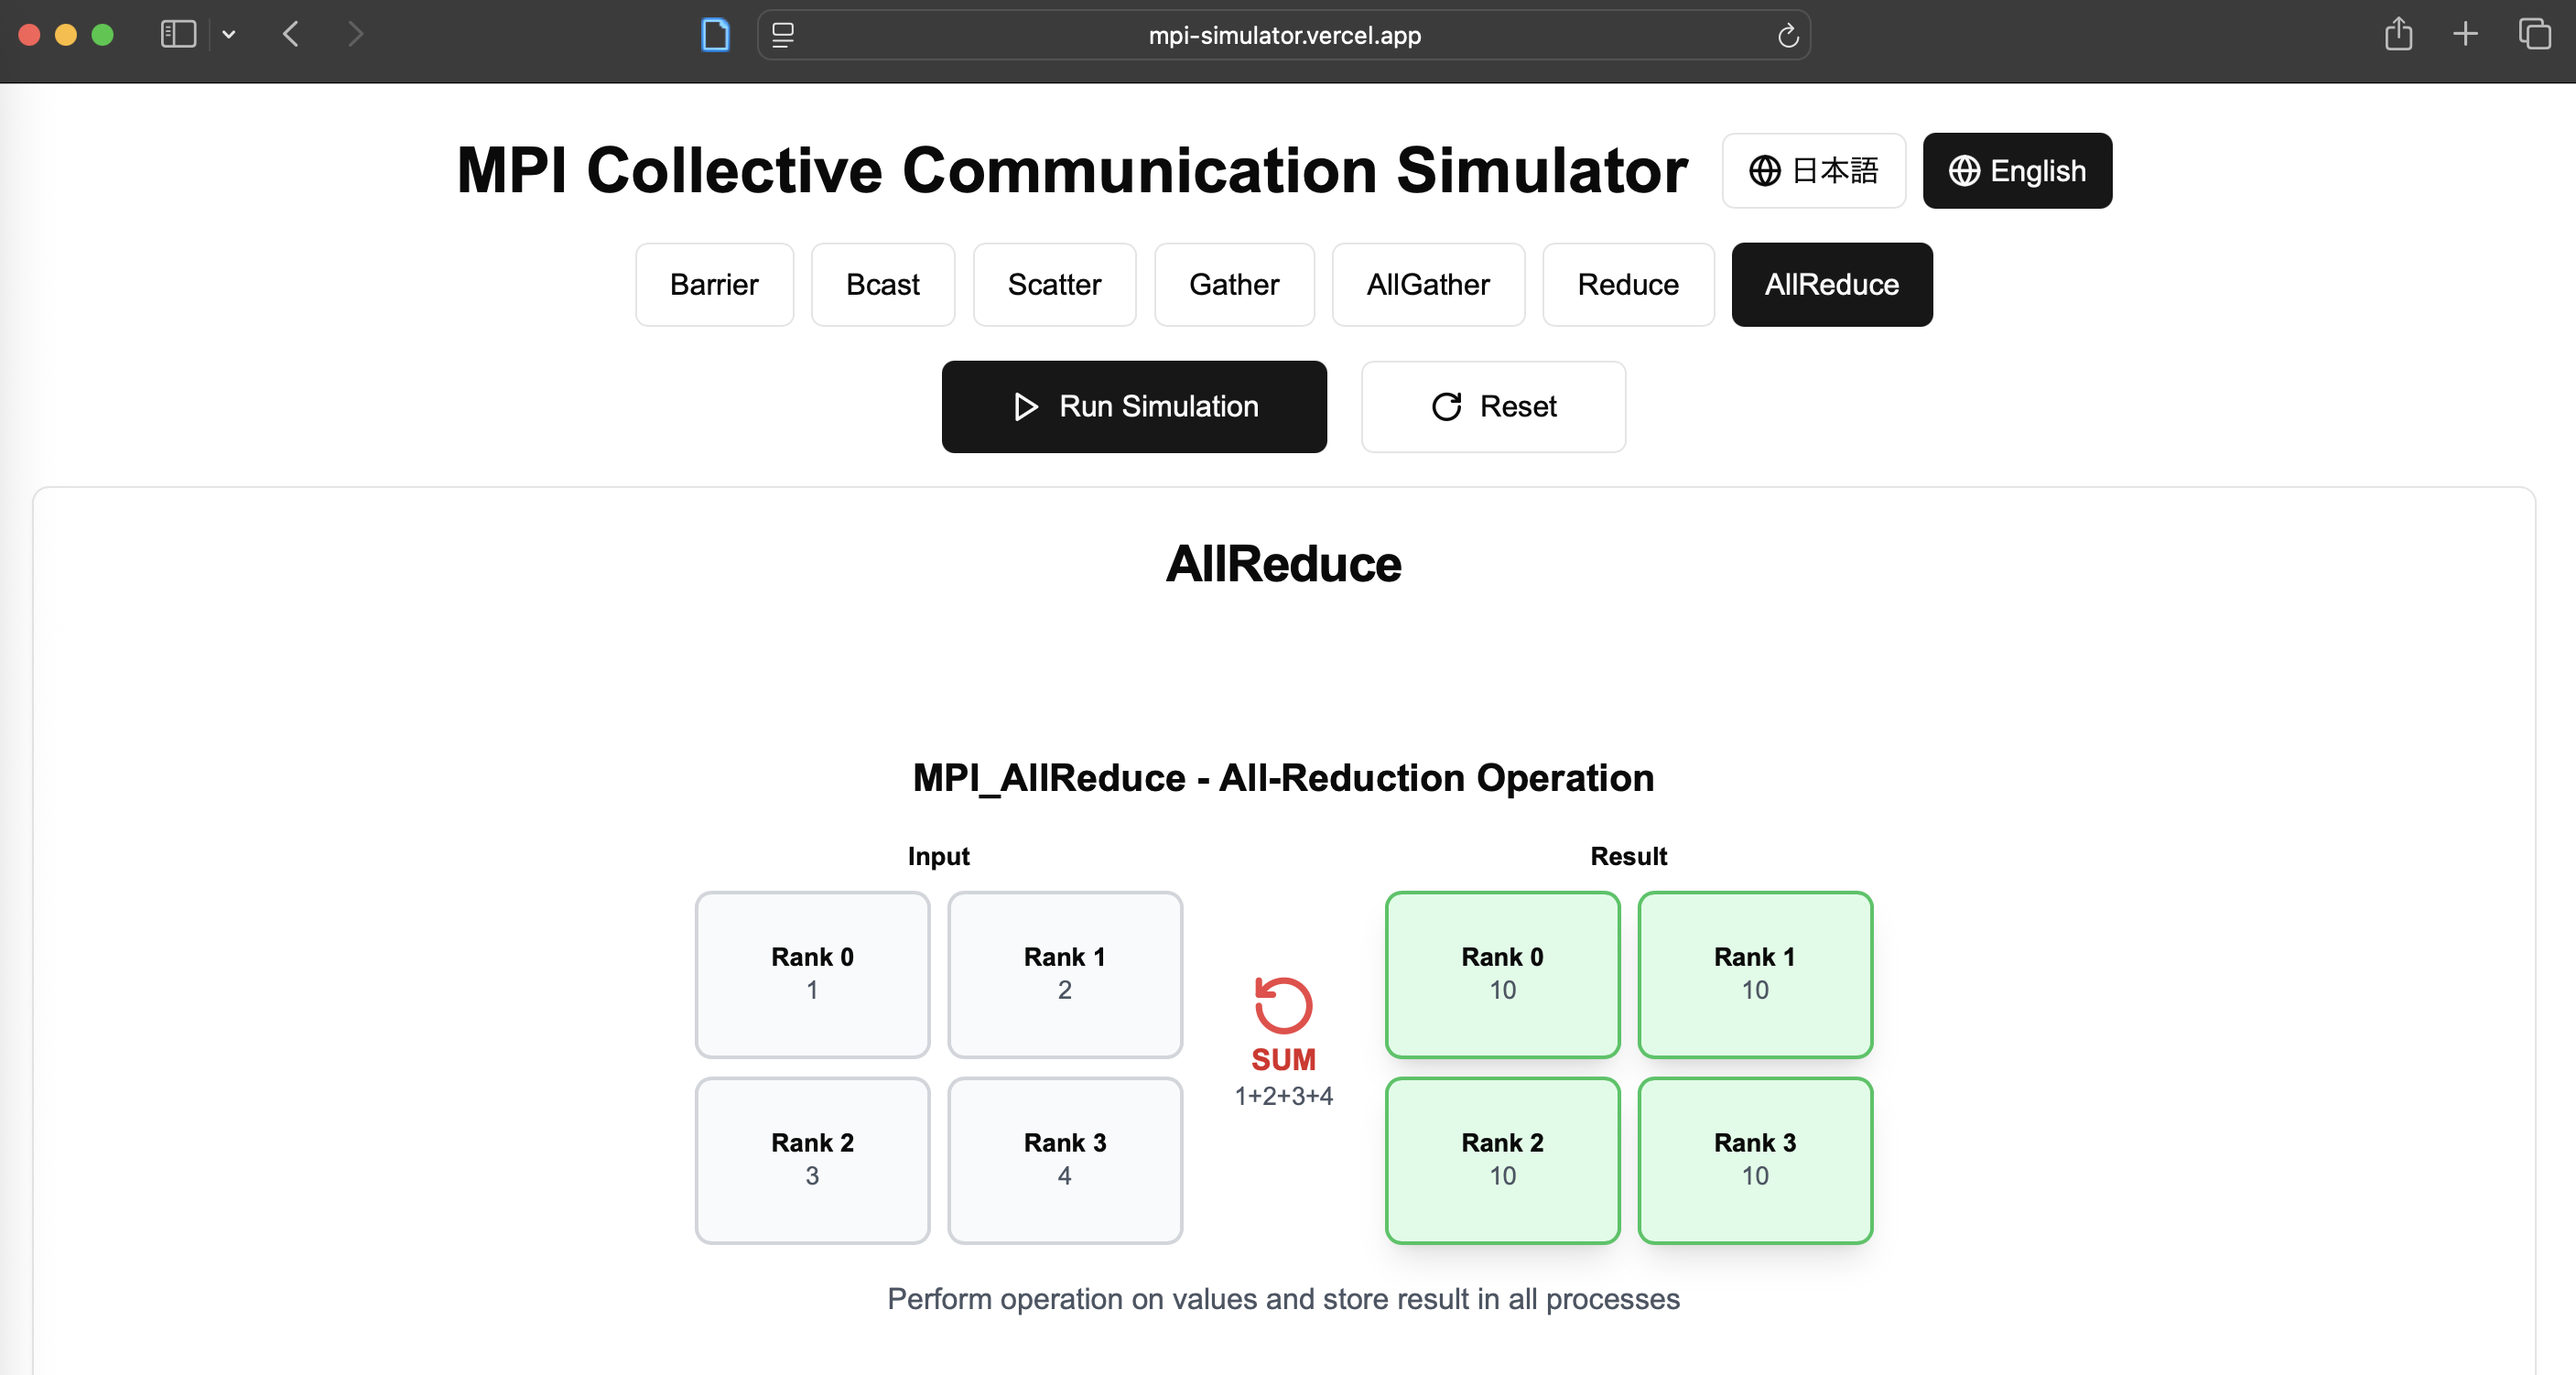 mpi-simulator.vercel.app
MPI Collective Communication Simulator 日本語 English
Barrier Bcast Scatter Gather AllGather Reduce AllReduce
Run Simulation Reset
AllReduce
MPI_AllReduce - All-Reduction Operation
Input Result
Rank 0 Rank 1 Rank 0 Rank 1
1 2 10 10
SUM
1+2+3+4
Rank 2 Rank 3 Rank 2 Rank 3
3 4 10 10
Perform operation on values and store result in all processes